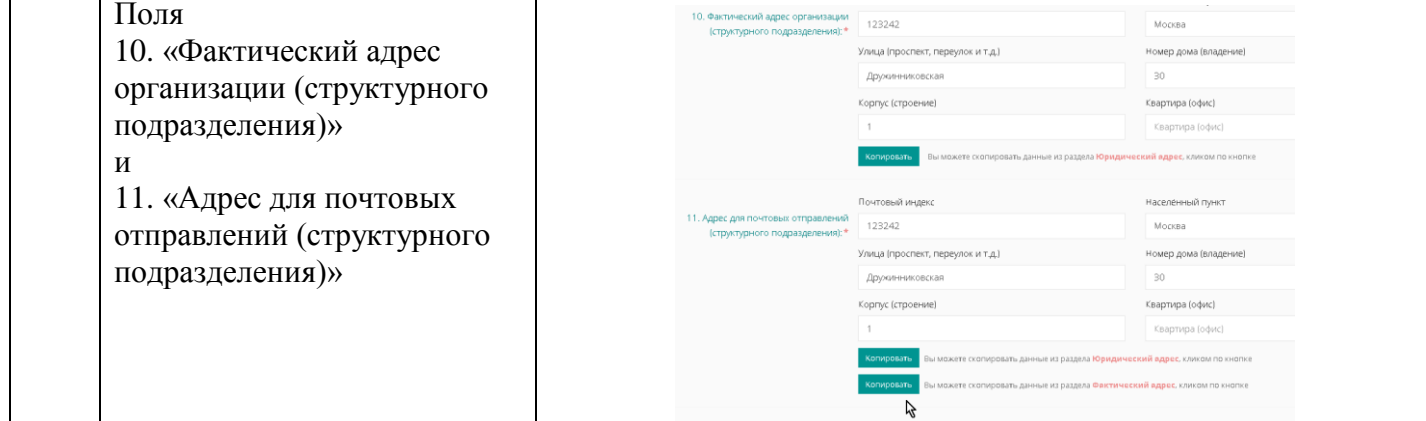 Поля
10. «Фактический адрес
организации (структурного
подразделения)»
и
11. «Адрес для почтовых
отправлений (структурного
подразделения)»
10. Фактический адрес организации
(структурного подразделения): *
123242
Москва
Улица (проспект, переулок и т.д.)
Номер дома (владение)
Дружинниковская
30
Корпус (строение)
Квартира (офис)
1
Квартира (офис)
Копировать Вы можете скопировать данные из раздела Юридический адрес, кликом по кнопке
Почтовый индекс
Населенный пункт
11. Адрес для почтовых отправлений
(структурного подразделения): *
123242
Москва
Улица (проспект, переулок и т.д.)
Номер дома (владение)
Дружинниковская
30
Корпус (строение)
Квартира (офис)
1
Квартира (офис)
Копировать Вы можете скопировать данные из раздела Юридический адрес, кликом по кнопке
Копировать Вы можете скопировать данные из раздела Фактический адрес, кликом по кнопке